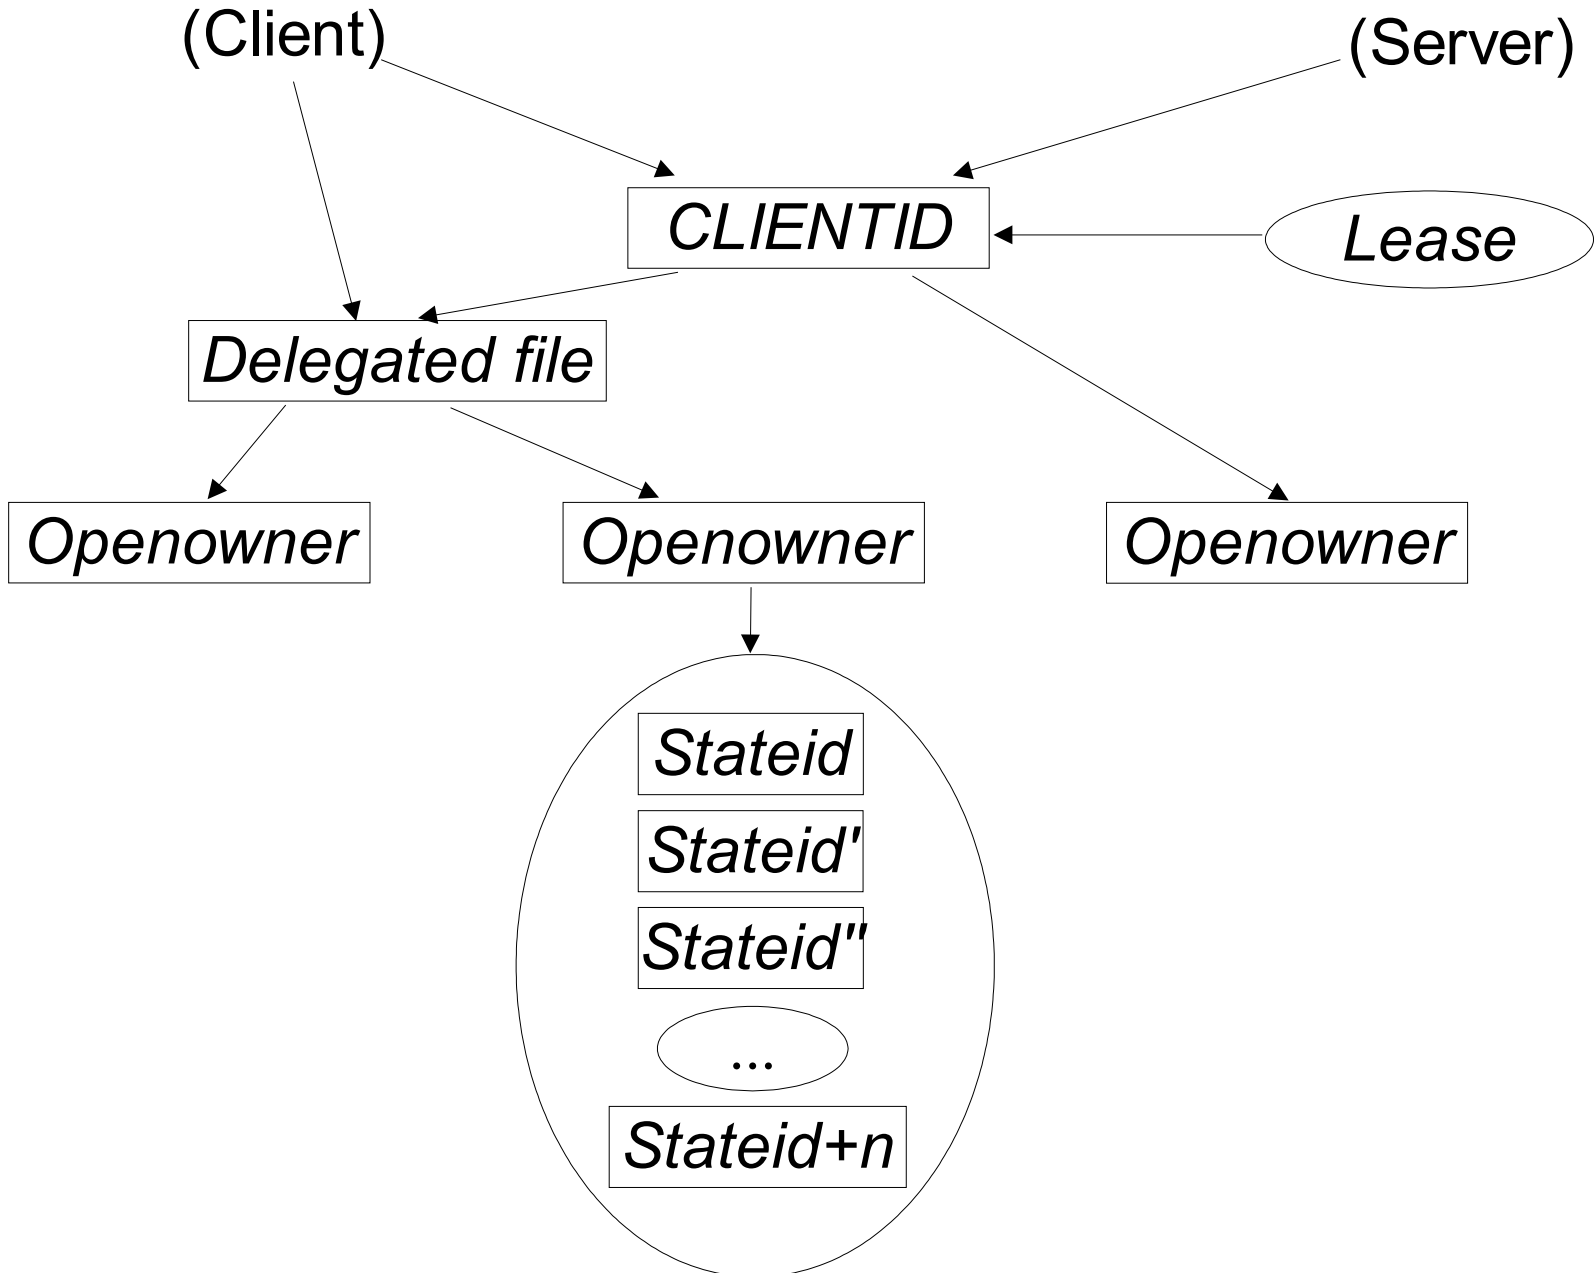 (Client)
(Server)
CLIENTID
Lease
Delegated file
Openowner
Openowner
Openowner
Stateid
Stateid'
Stateid"
...
Stateid+n